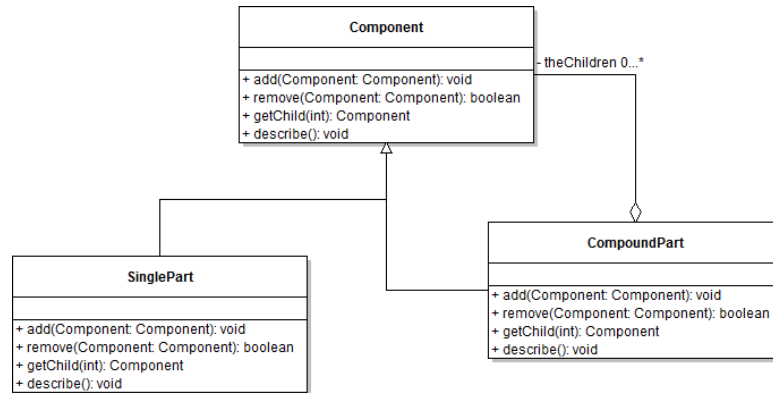 Component
- theChildren 0...*
+ add(Component: Component): void
+ remove(Component: Component): boolean
+ getChild(int): Component
+ describe(): void
SinglePart
+ add(Component: Component): void
+ remove(Component: Component): boolean
+ getChild(int): Component
+ describe(): void
CompoundPart
+ add(Component: Component): void
+ remove(Component: Component): boolean
+ getChild(int): Component
+ describe(): void